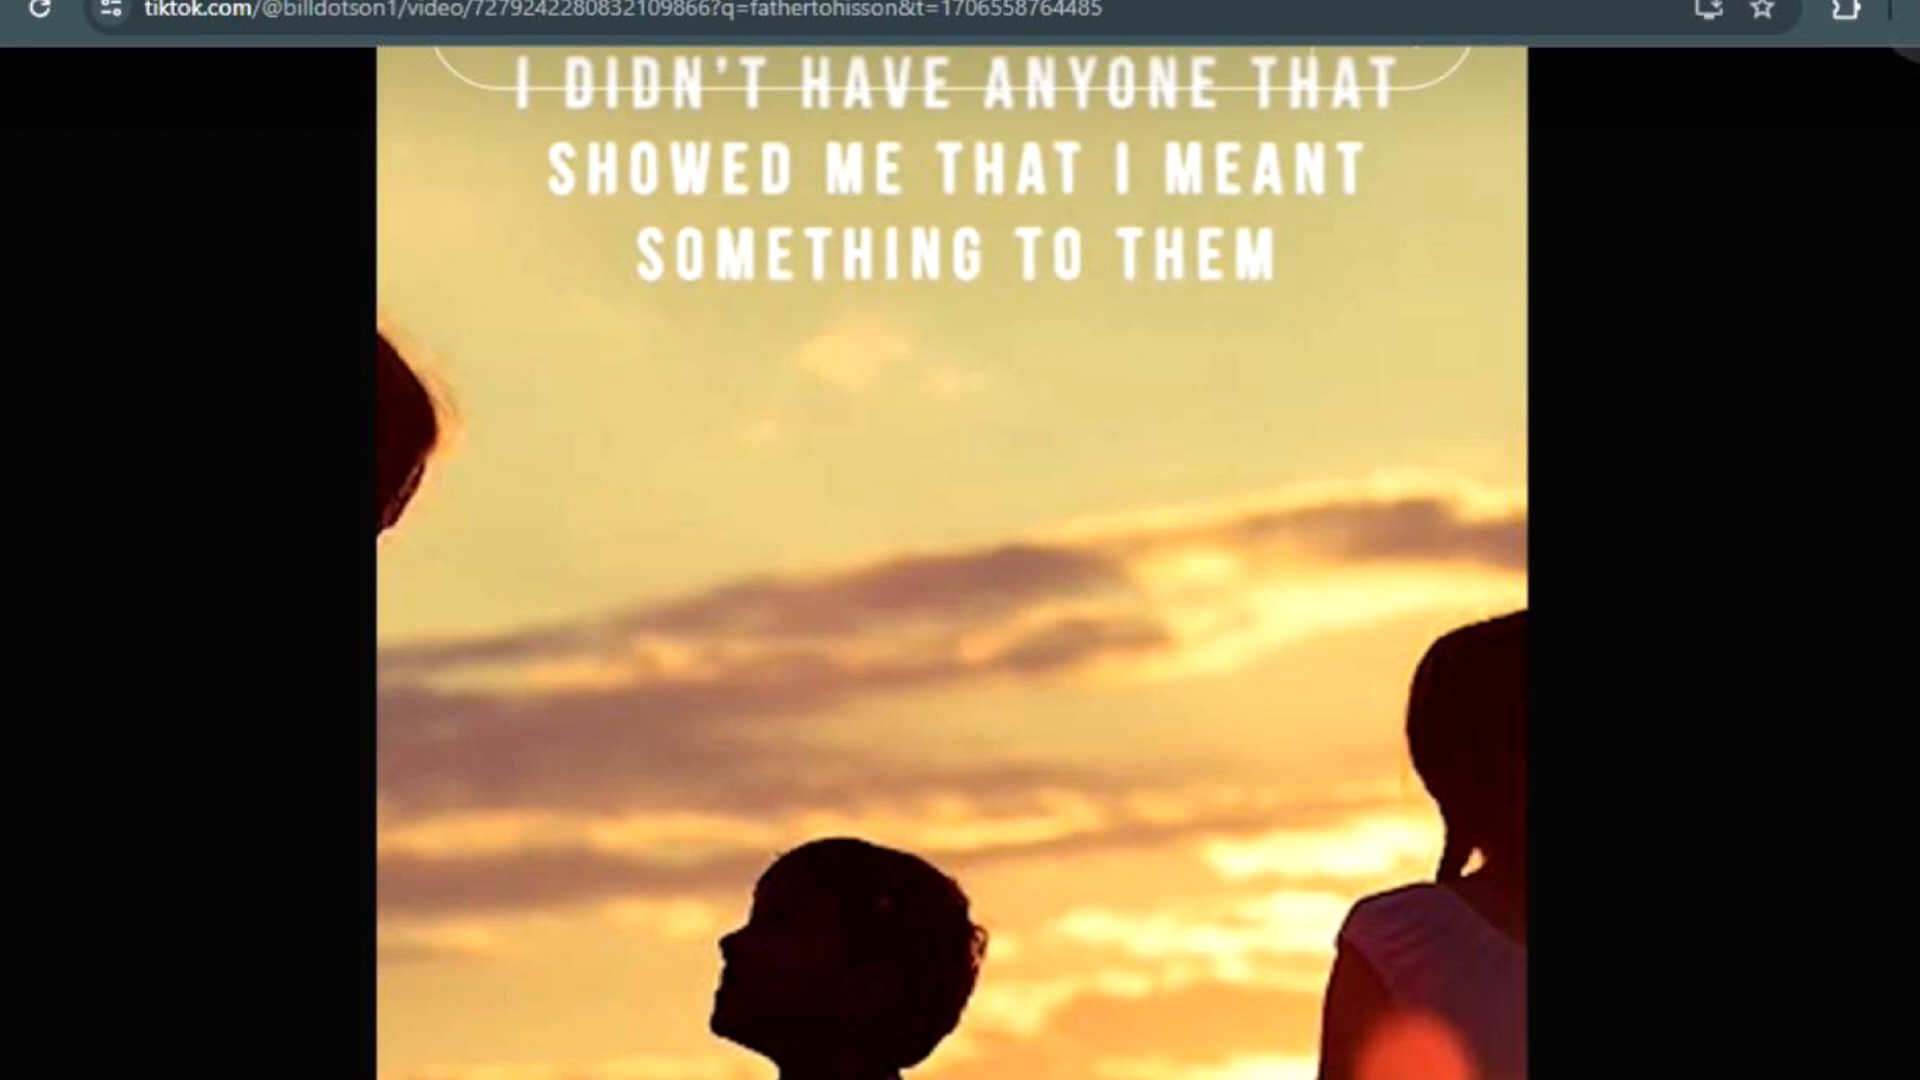 tiktok.com/@billdotson1/video/7279242280832109866?q=fathertohisson&t=1706558764485
I DIDN'T HAVE ANYONE THAT
SHOWED ME THAT I MEANT
SOMETHING TO THEM